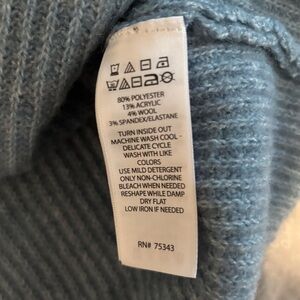 80% POLYESTER
13% ACRYLIC
4% WOOL
3% SPANDEX/ELASTANE
TURN INSIDE OUT
MACHINE WASH COOL -
DELICATE CYCLE
WASH WITH LIKE
COLORS
USE MILD DETERGENT
ONLY NON-CHLORINE
BLEACH WHEN NEEDED
RESHAPE WHILE DAMP
DRY FLAT
LOW IRON IF NEEDED
RN# 75343